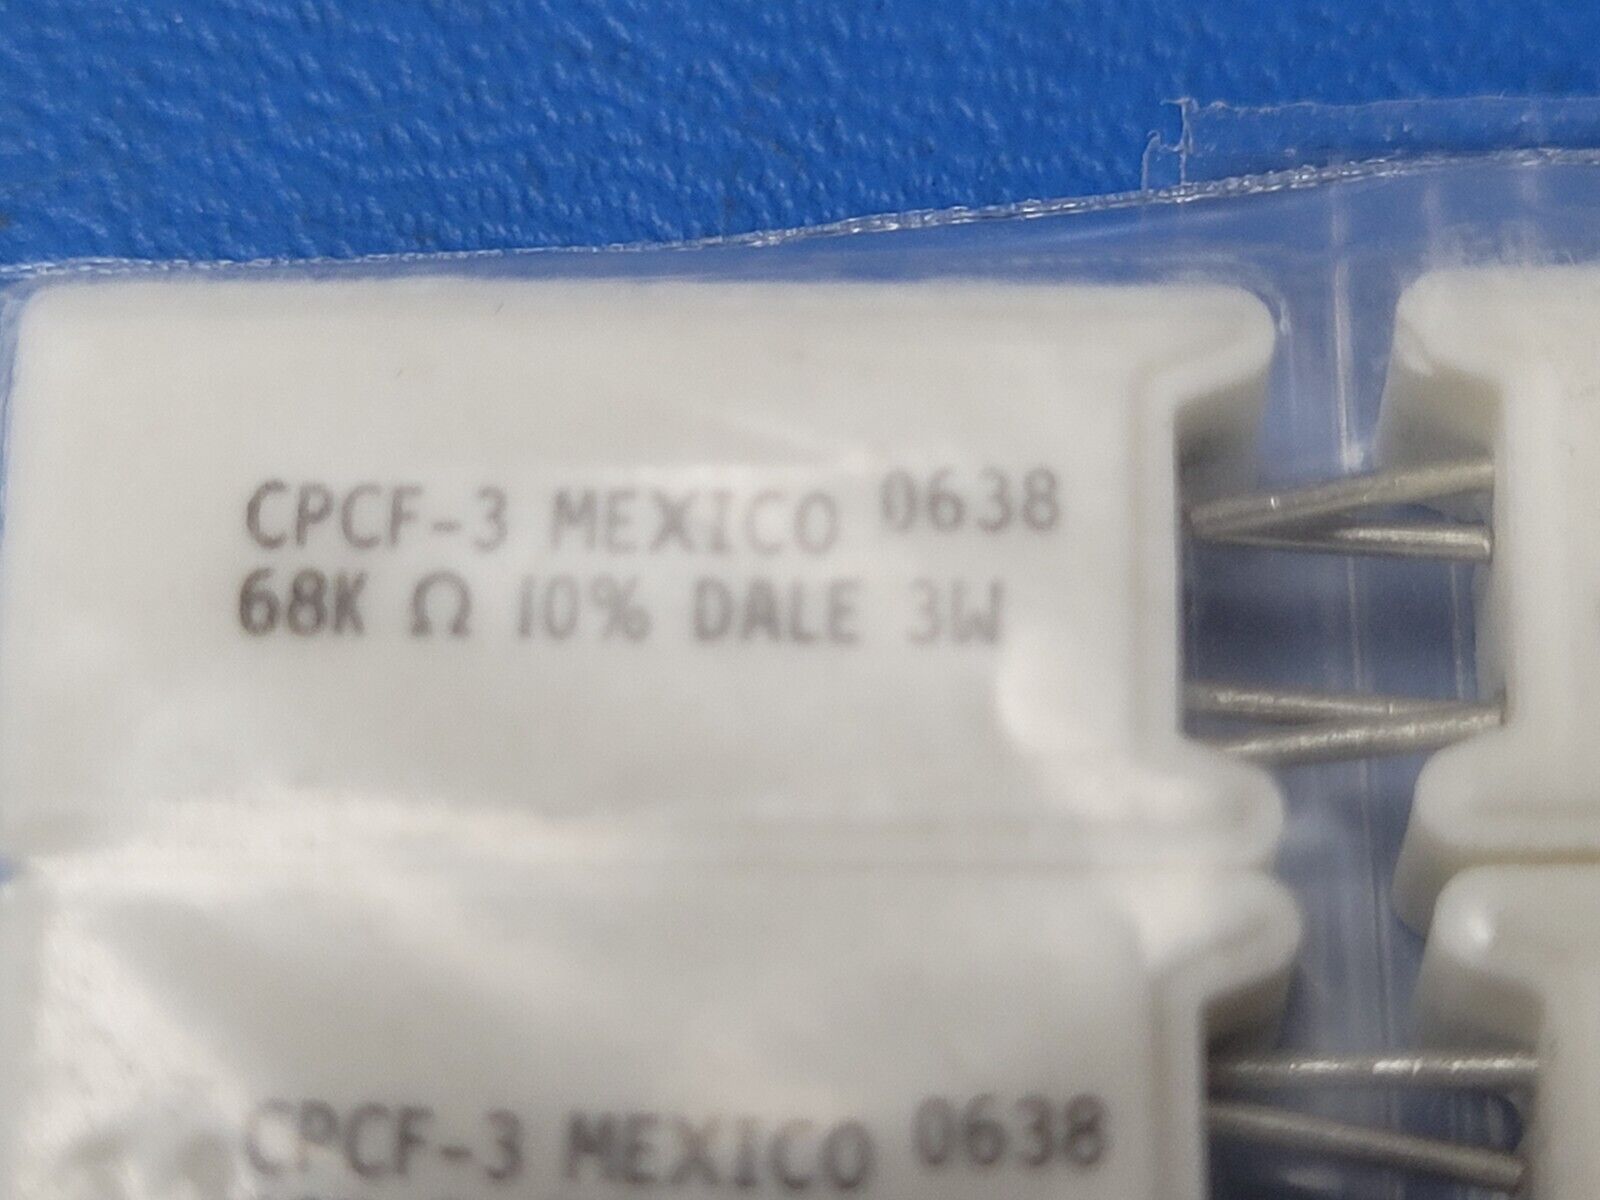 CPCF-3 MEXICO 0638
68K Ω 10% DALE 3W
CPCF-3 MEXICO 0638